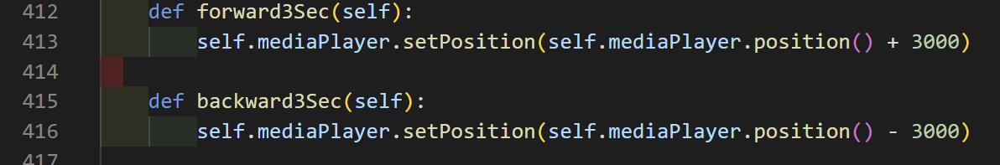 412 def forward3Sec(self):
413 self.mediaPlayer.setPosition(self.mediaPlayer.position() + 3000)
414
415 def backward3Sec(self):
416 self.mediaPlayer.setPosition(self.mediaPlayer.position() - 3000)
417